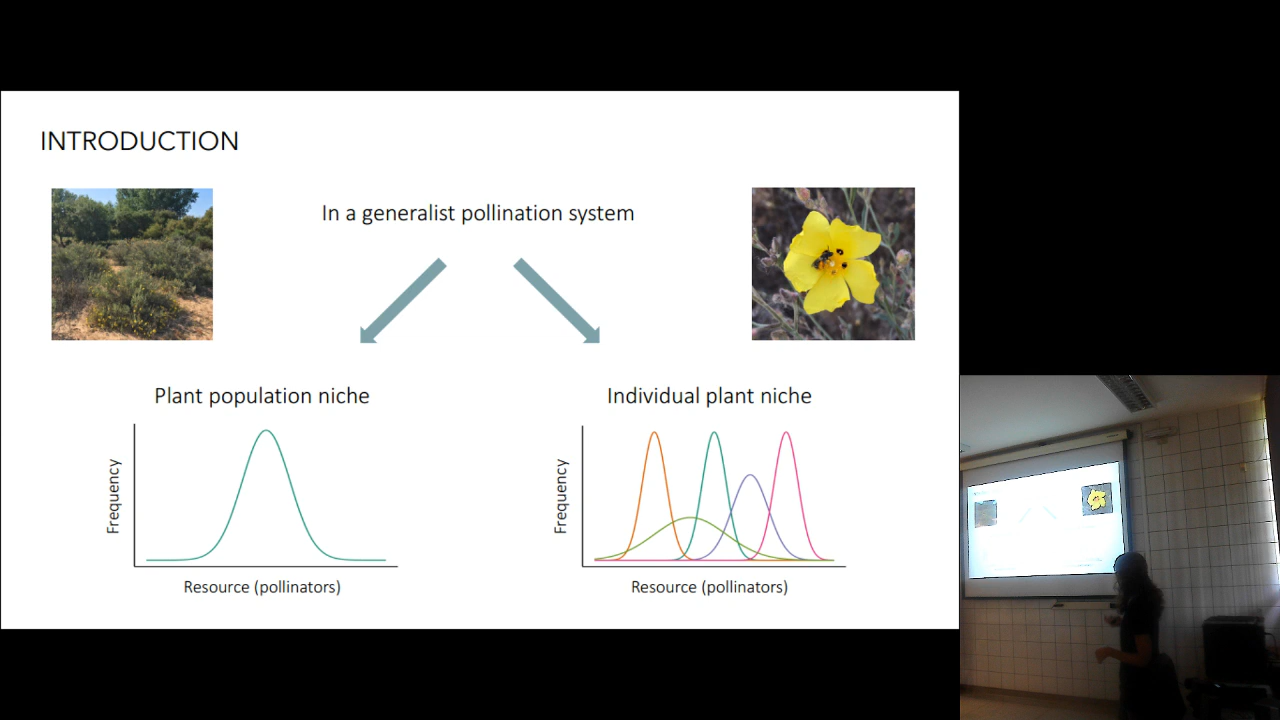 INTRODUCTION
In a generalist pollination system
Plant population niche
Individual plant niche
Frequency
Resource (pollinators)
Frequency
Resource (pollinators)